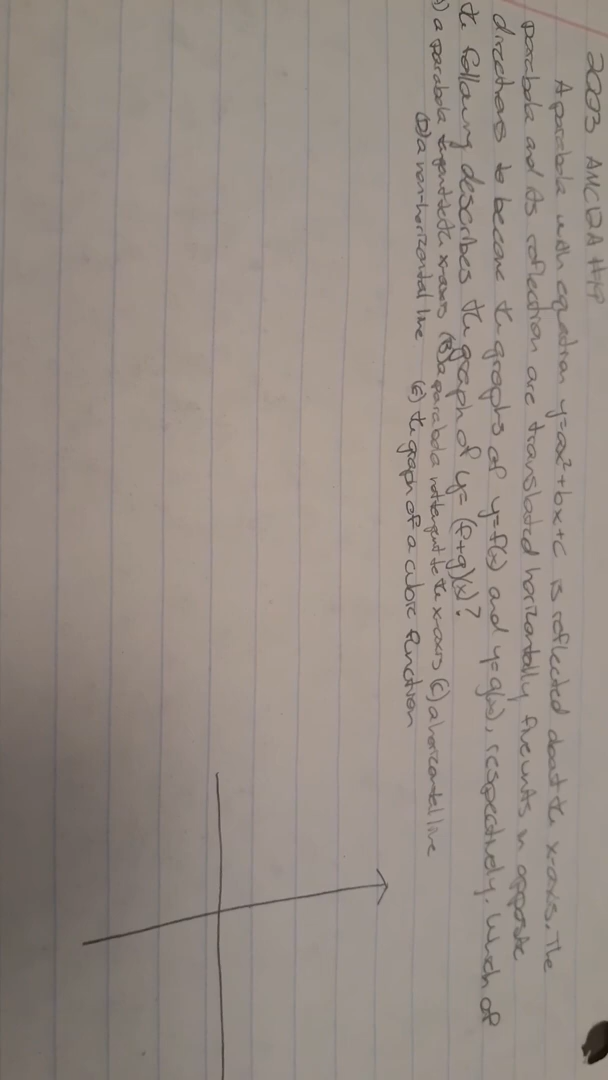 2003 AMC 12A #19
A parabola with equation y=ax²+bx+c is reflected about the x-axis. The
parabola and its reflection are translated horizontally five units in opposite
directions to become the graphs of y=f(x) and y=g(x), respectively. Which of
the following describes the graph of y=(f+g)(x)?
) a parabola tangent to the x-axis (B) a parabola not tangent to the x-axis (C) a horizontal line
(D) a non-horizontal line (E) the graph of a cubic function